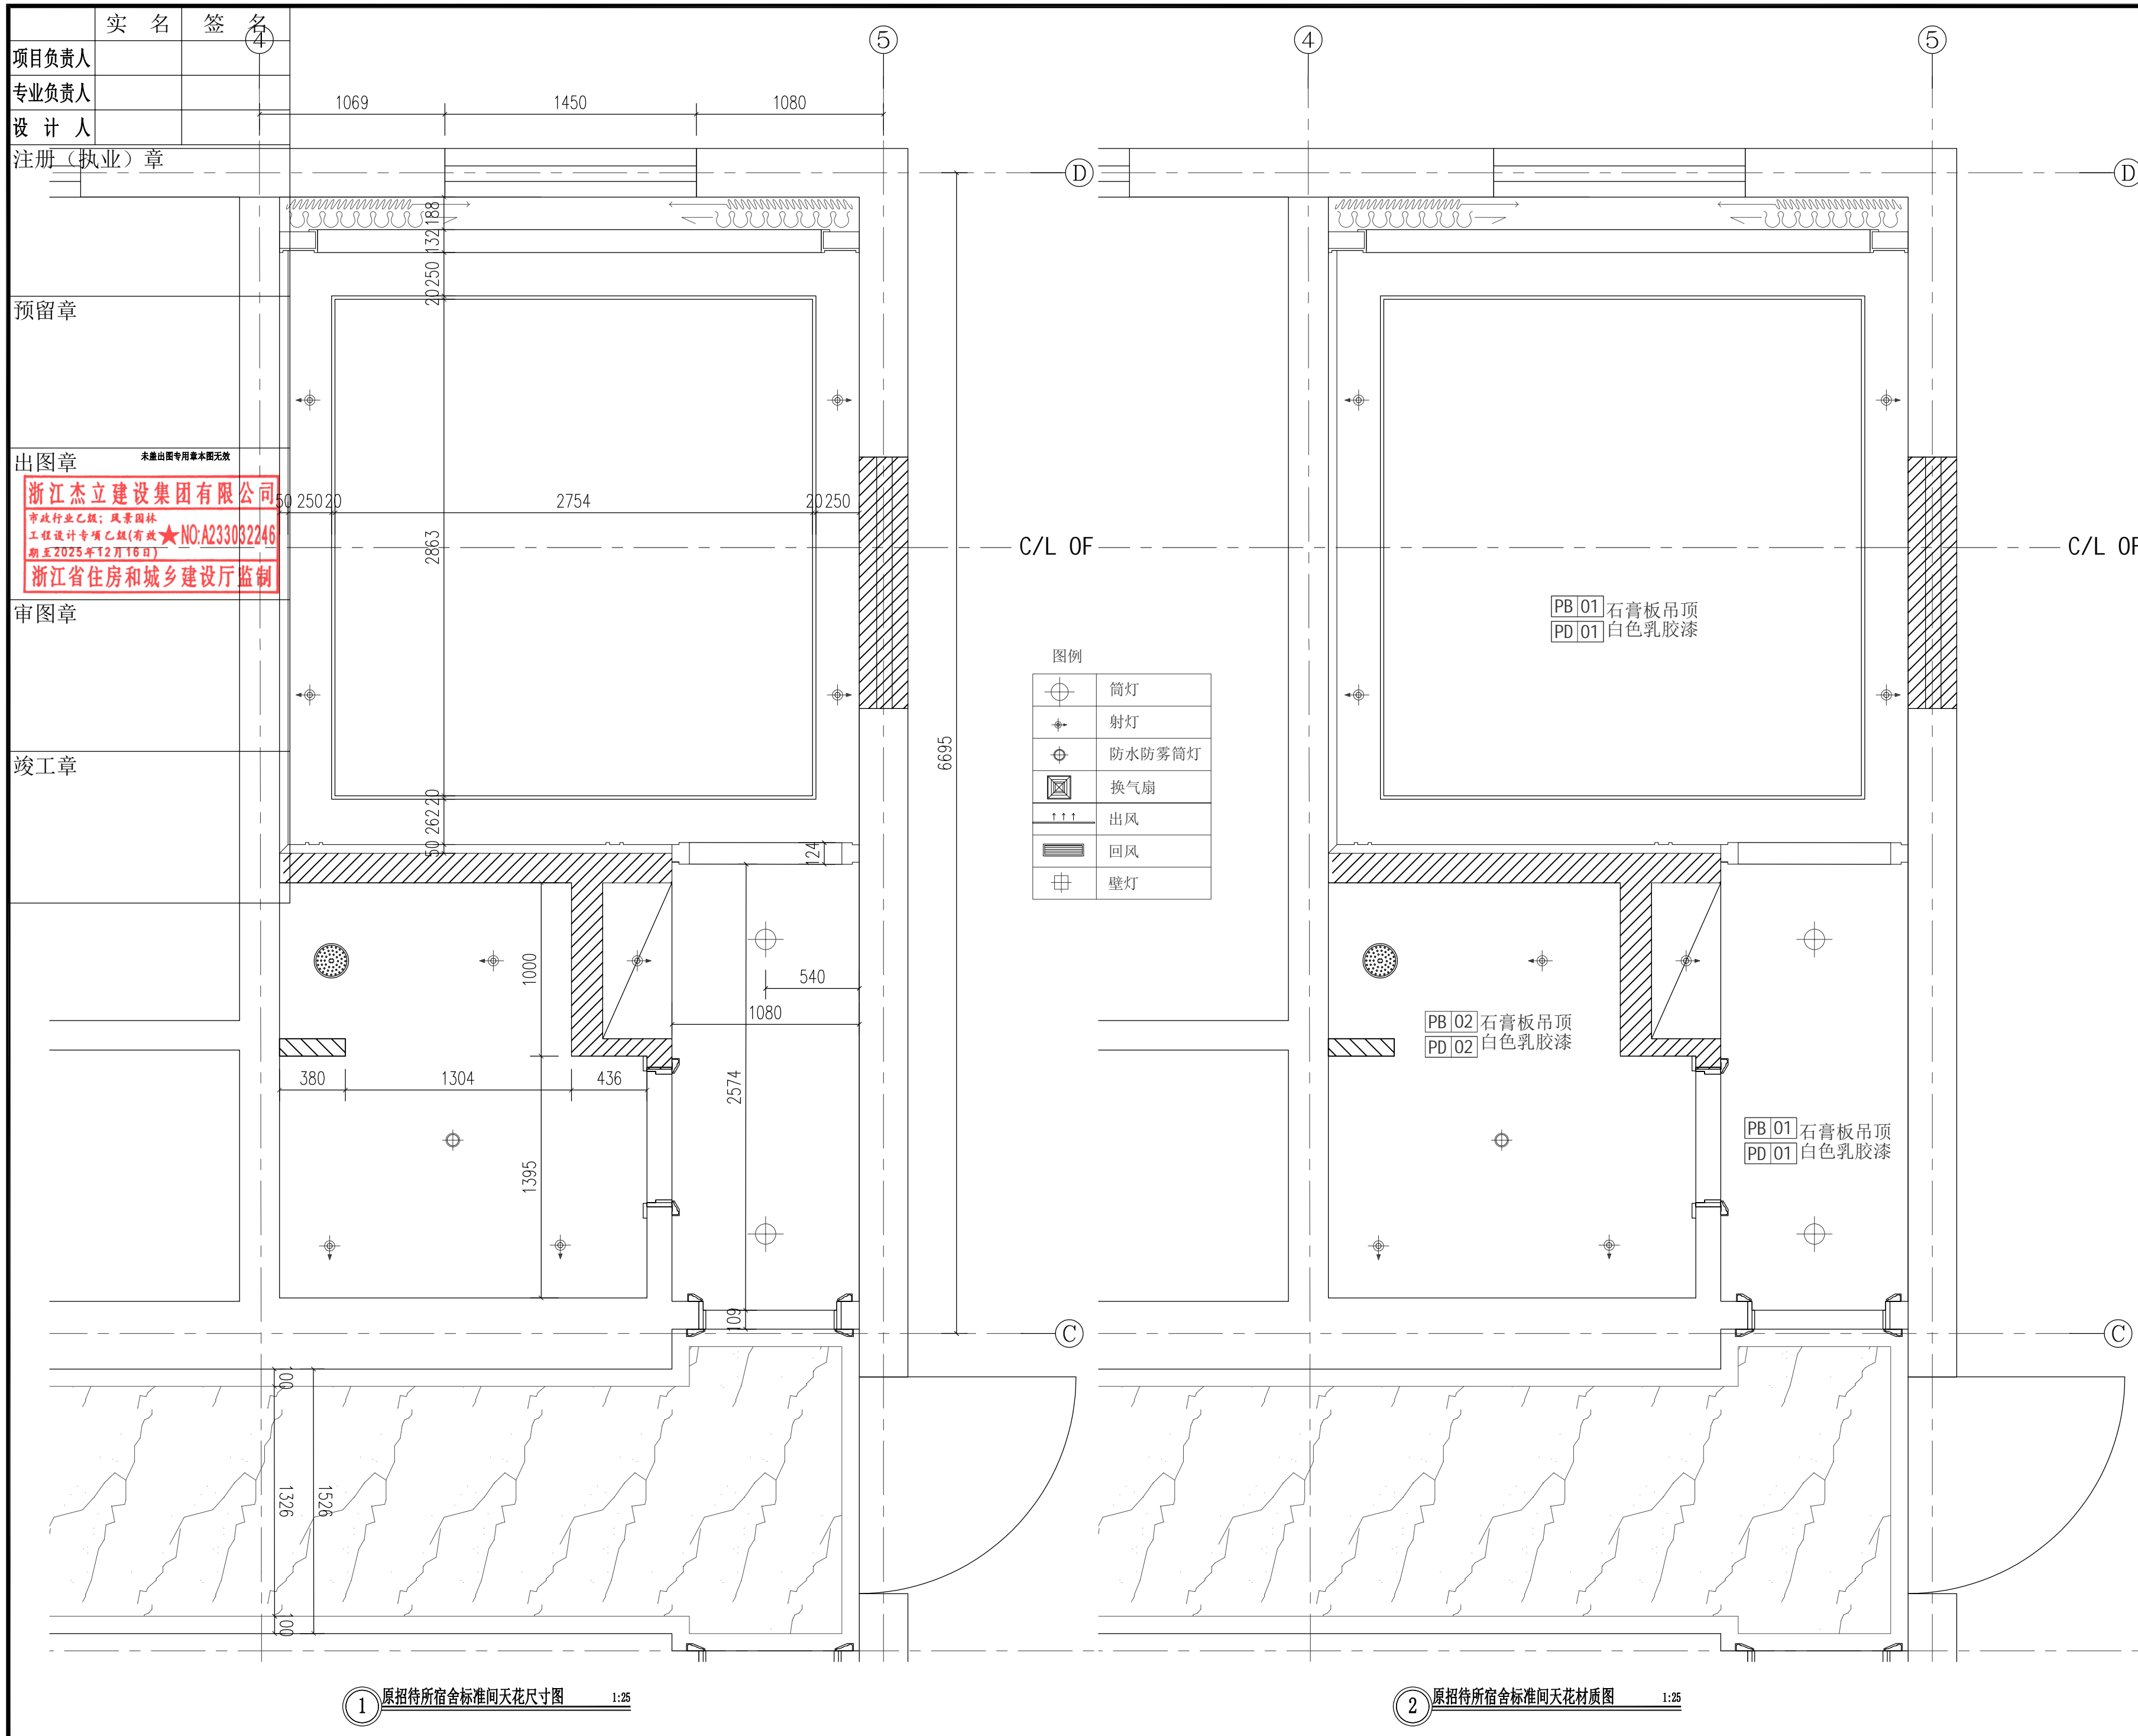 实 名 签 名
项目负责人
专业负责人
设 计 人
注册（执业）章
预留章
出图章 未盖出图专用章本图无效
浙江杰立建设集团有限公司
市政行业乙级；风景园林
工程设计专项乙级(有效
期至2025年12月16日)
★NO:A233032246
浙江省住房和城乡建设厅监制
审图章
竣工章
4
5
1069 1450 1080
D
188
132
250
20
50 250 20 2754 20 250
2863
C/L OF
6695
20
262
50
124
1000
540
1080
380 1304 436
2574
1395
109
C
100
1326
1526
100
图例
筒灯
射灯
防水防雾筒灯
换气扇
出风
回风
壁灯
4
5
D
C/L OF
PB 01 石膏板吊顶
PD 01 白色乳胶漆
PB 02 石膏板吊顶
PD 02 白色乳胶漆
PB 01 石膏板吊顶
PD 01 白色乳胶漆
C
1 原招待所宿舍标准间天花尺寸图 1:25
2 原招待所宿舍标准间天花材质图 1:25